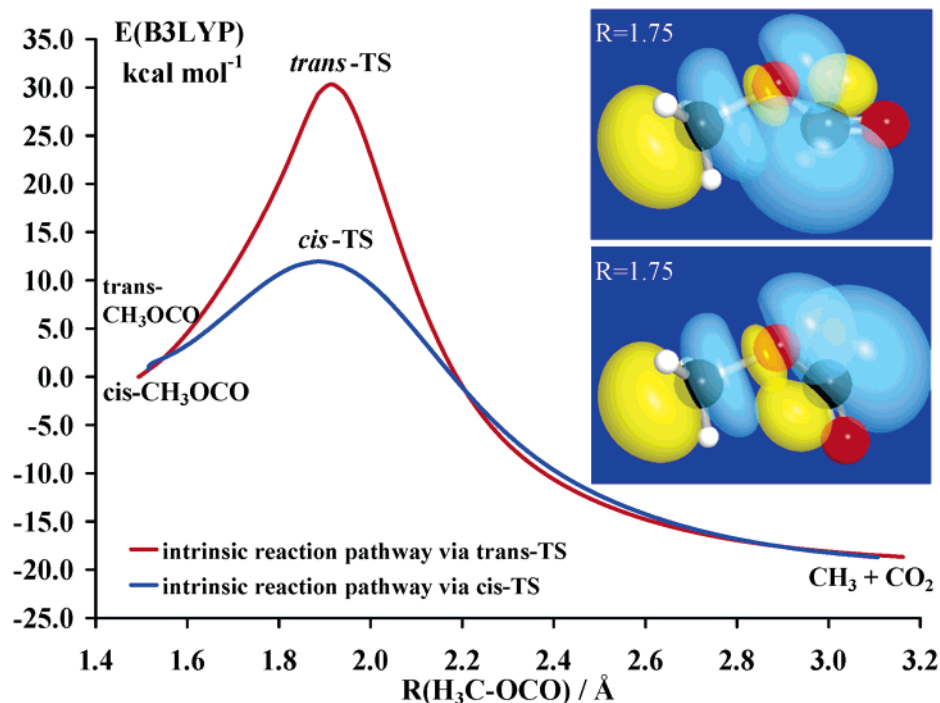 35.0
30.0
25.0
20.0
15.0
10.0
5.0
0.0
-5.0
-10.0
-15.0
-20.0
-25.0
E(B3LYP)
kcal mol⁻¹
trans-TS
cis-TS
trans-
CH₃OCO
cis-CH₃OCO
R=1.75
R=1.75
intrinsic reaction pathway via trans-TS
intrinsic reaction pathway via cis-TS
CH₃ + CO₂
1.4 1.6 1.8 2.0 2.2 2.4 2.6 2.8 3.0 3.2
R(H₃C-OCO) / Å